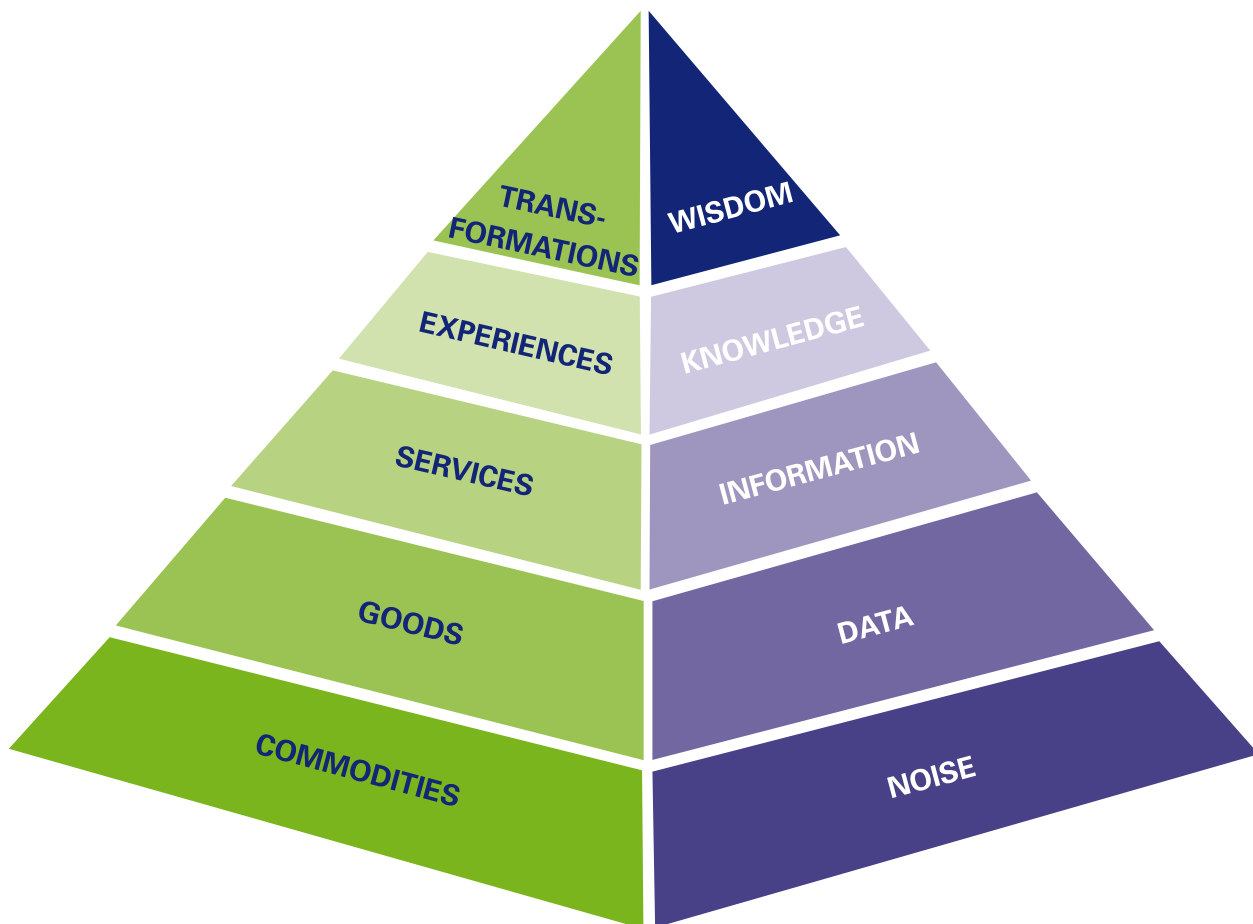 TRANS-
FORMATIONS
WISDOM
EXPERIENCES
KNOWLEDGE
SERVICES
INFORMATION
GOODS
DATA
COMMODITIES
NOISE